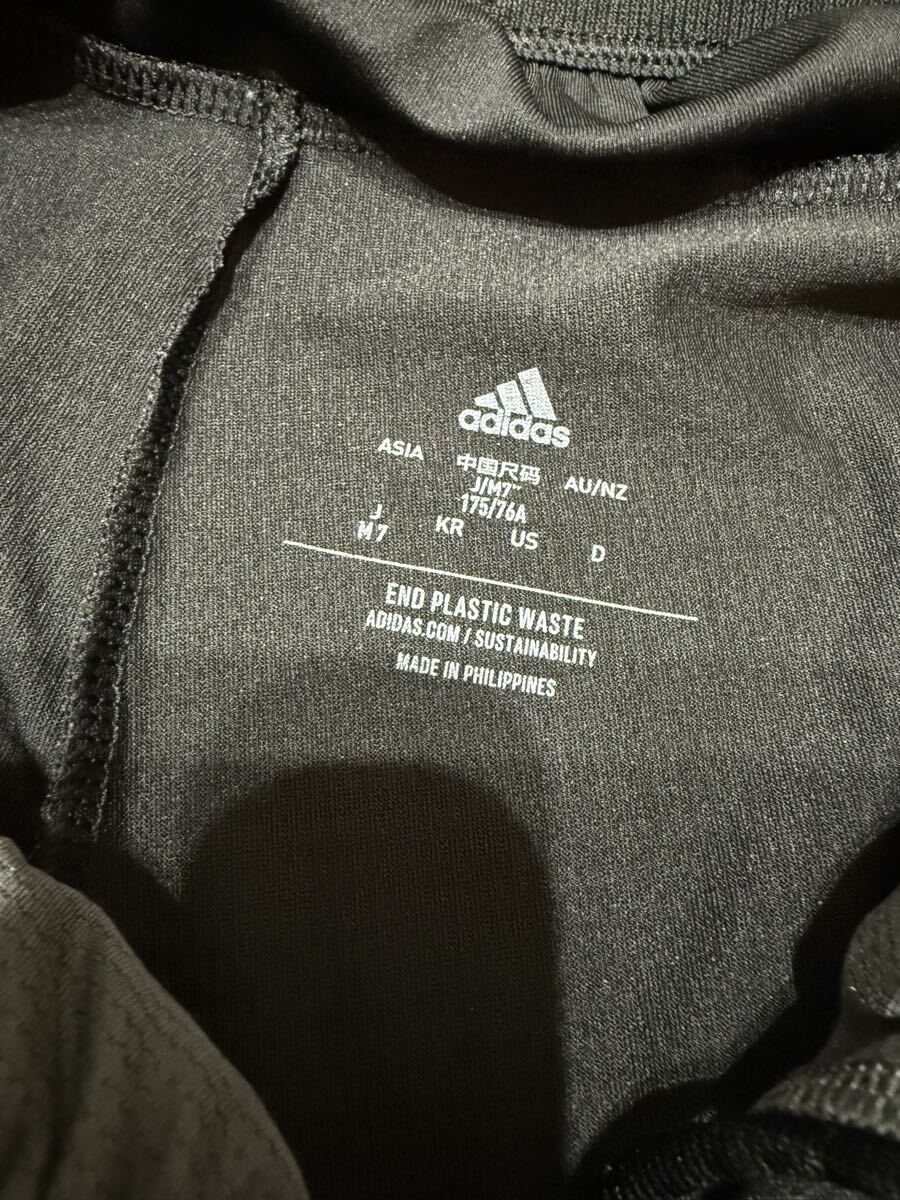 adidas
ASIA 中国尺码 AU/NZ
J/M7"
175/76A
J KR US D
M7
END PLASTIC WASTE
ADIDAS.COM / SUSTAINABILITY
MADE IN PHILIPPINES